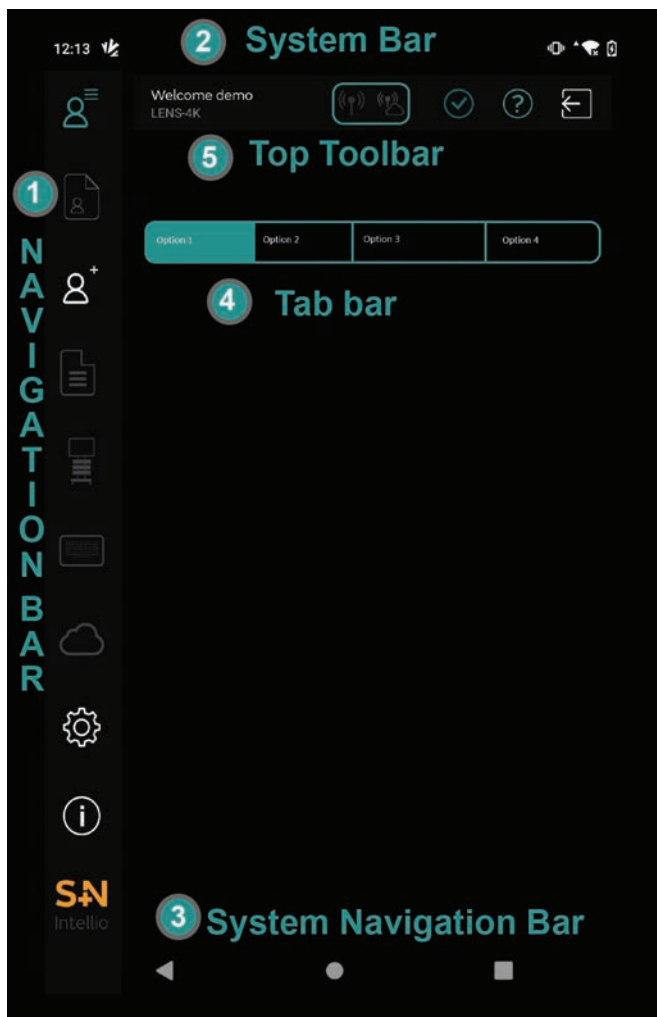 12:13
2 System Bar
Welcome demo
LENS-4K
?
5 Top Toolbar
1
NAVIGATION BAR
Option 1 Option 2 Option 3 Option 4
4 Tab bar
i
S+N
Intellio
3 System Navigation Bar